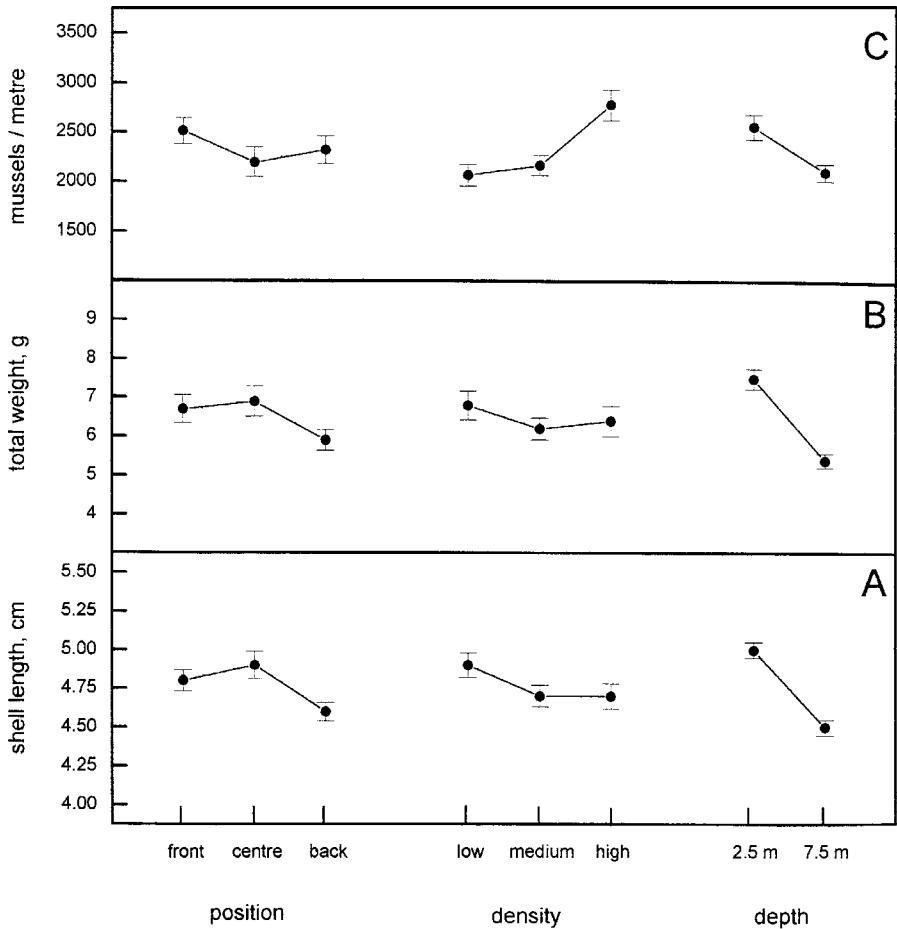 C
mussels / metre
3500
3000
2500
2000
1500
B
total weight, g
9
8
7
6
5
4
A
shell length, cm
5.50
5.25
5.00
4.75
4.50
4.25
4.00
front centre back low medium high 2.5 m 7.5 m
position density depth